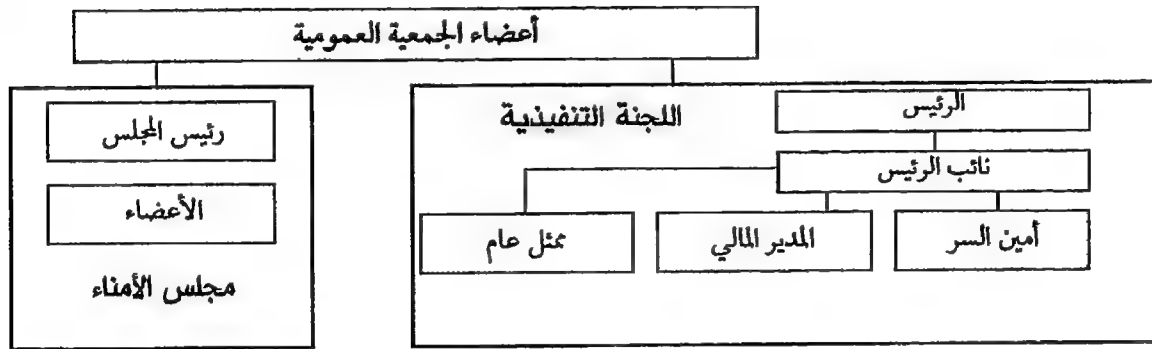 أعضاء الجمعية العمومية
اللجنة التنفيذية
الرئيس
نائب الرئيس
أمين السر
المدير المالي
ممثل عام
رئيس المجلس
الأعضاء
مجلس الأمناء